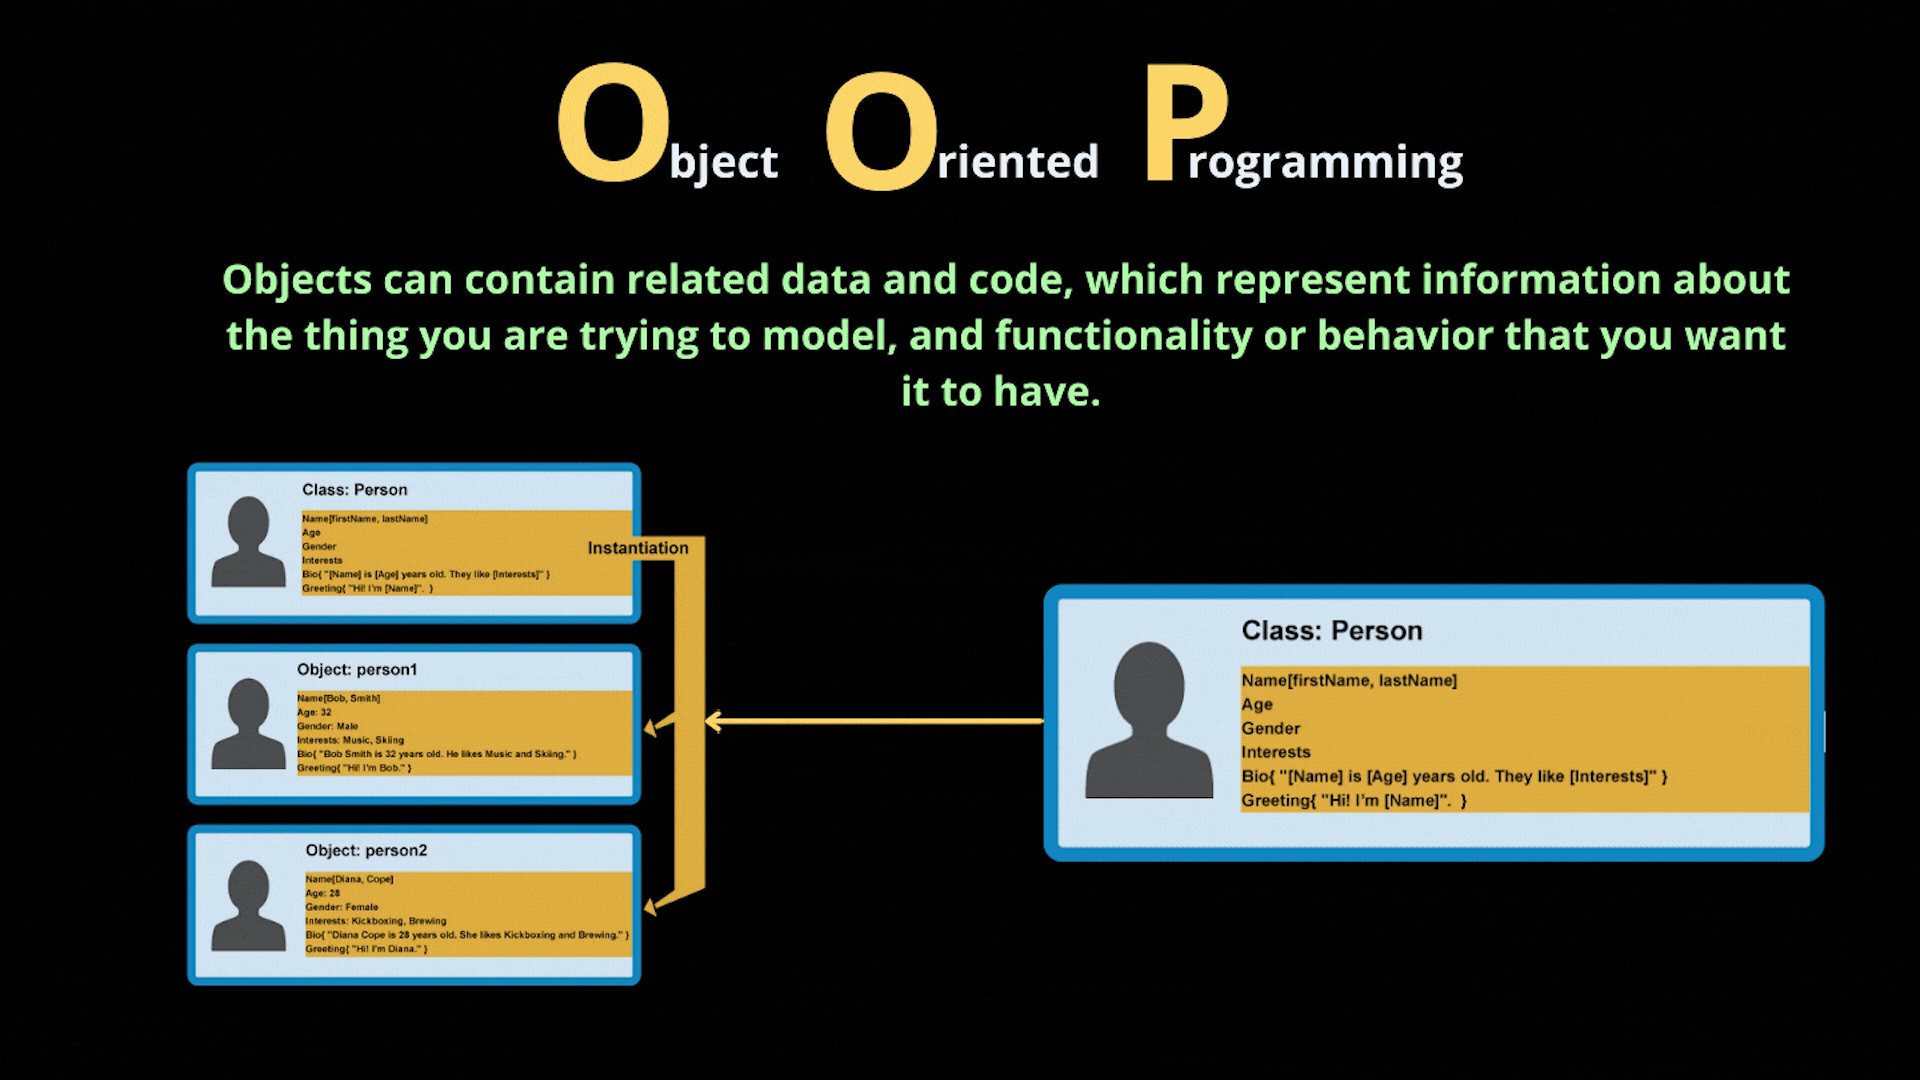 Object Oriented Programming
Objects can contain related data and code, which represent information about
the thing you are trying to model, and functionality or behavior that you want
it to have.
Class: Person
Name[firstName, lastName]
Age
Gender
Interests
Bio{ "[Name] is [Age] years old. They like [Interests]" }
Greeting{ "Hi! I'm [Name]".  }
Instantiation
Object: person1
Name[Bob, Smith]
Age: 32
Gender: Male
Interests: Music, Skiing
Bio{ "Bob Smith is 32 years old. He likes Music and Skiing." }
Greeting{ "Hi! I'm Bob." }
Object: person2
Name[Diana, Cope]
Age: 28
Gender: Female
Interests: Kickboxing, Brewing
Bio{ "Diana Cope is 28 years old. She likes Kickboxing and Brewing." }
Greeting{ "Hi! I'm Diana." }
Class: Person
Name[firstName, lastName]
Age
Gender
Interests
Bio{ "[Name] is [Age] years old. They like [Interests]" }
Greeting{ "Hi! I'm [Name]".  }